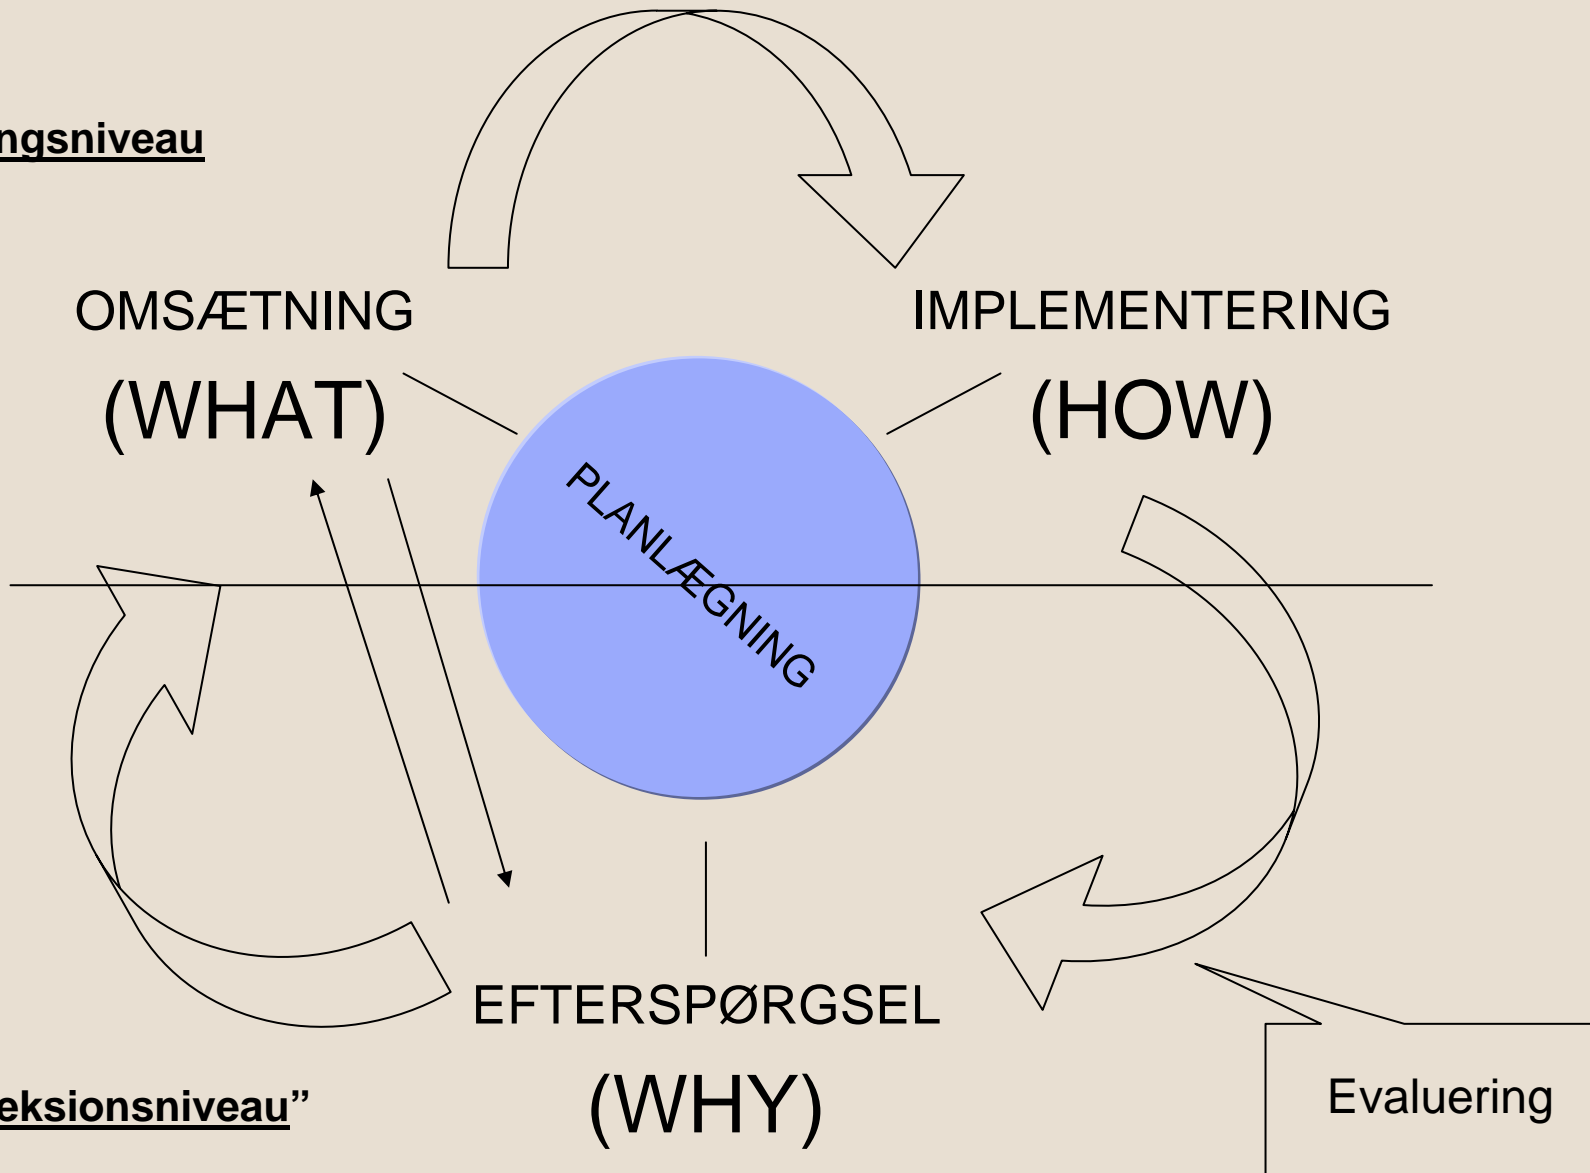 ngsniveau
OMSÆTNING
(WHAT)
IMPLEMENTERING
(HOW)
PLANLÆGNING
EFTERSPØRGSEL
(WHY)
eksionsniveau”
Evaluering